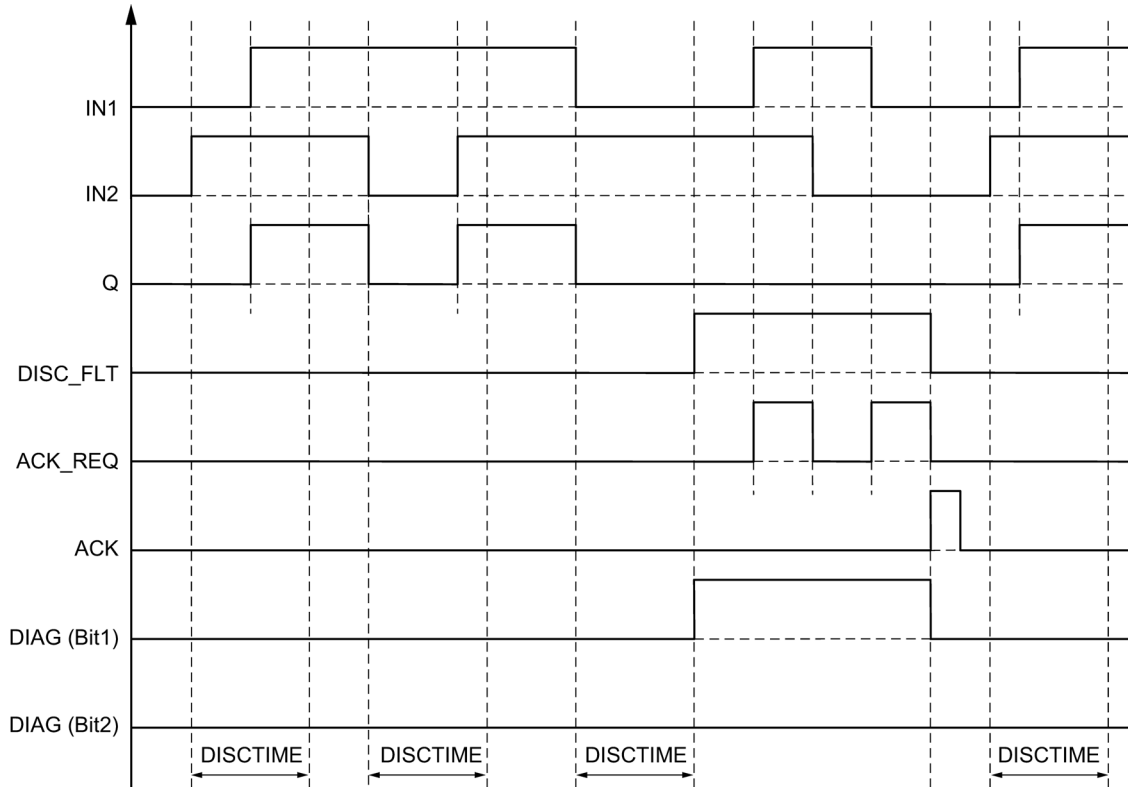 IN1
IN2
Q
DISC_FLT
ACK_REQ
ACK
DIAG (Bit1)
DIAG (Bit2)
DISCTIME DISCTIME DISCTIME DISCTIME